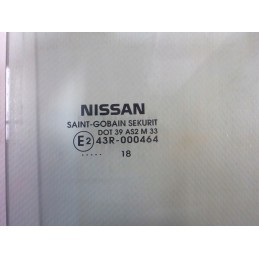 NISSAN
SAINT-GOBAIN SEKURIT
DOT 39 AS2 M 33
E2 43R-000464
..... 18